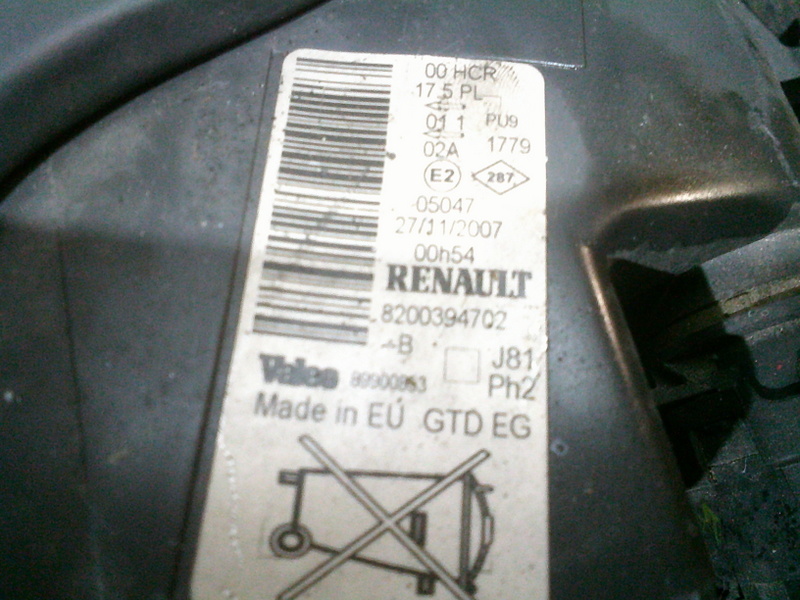 00 HCR
17.5 PL
01 1 PU9
02A 1779
E2 287
05047
27/11/2007
00h54
RENAULT
8200394702
-B
J81
Valeo 89900853 Ph2
Made in EU GTD EG